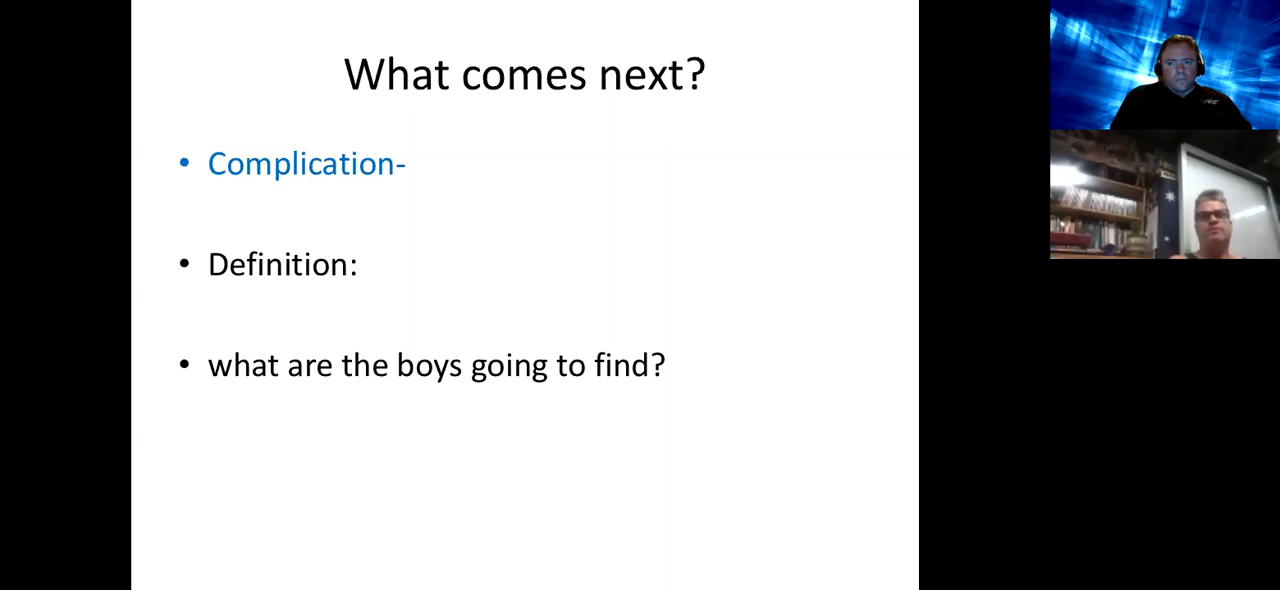 What comes next?
• Complication-
• Definition:
• what are the boys going to find?